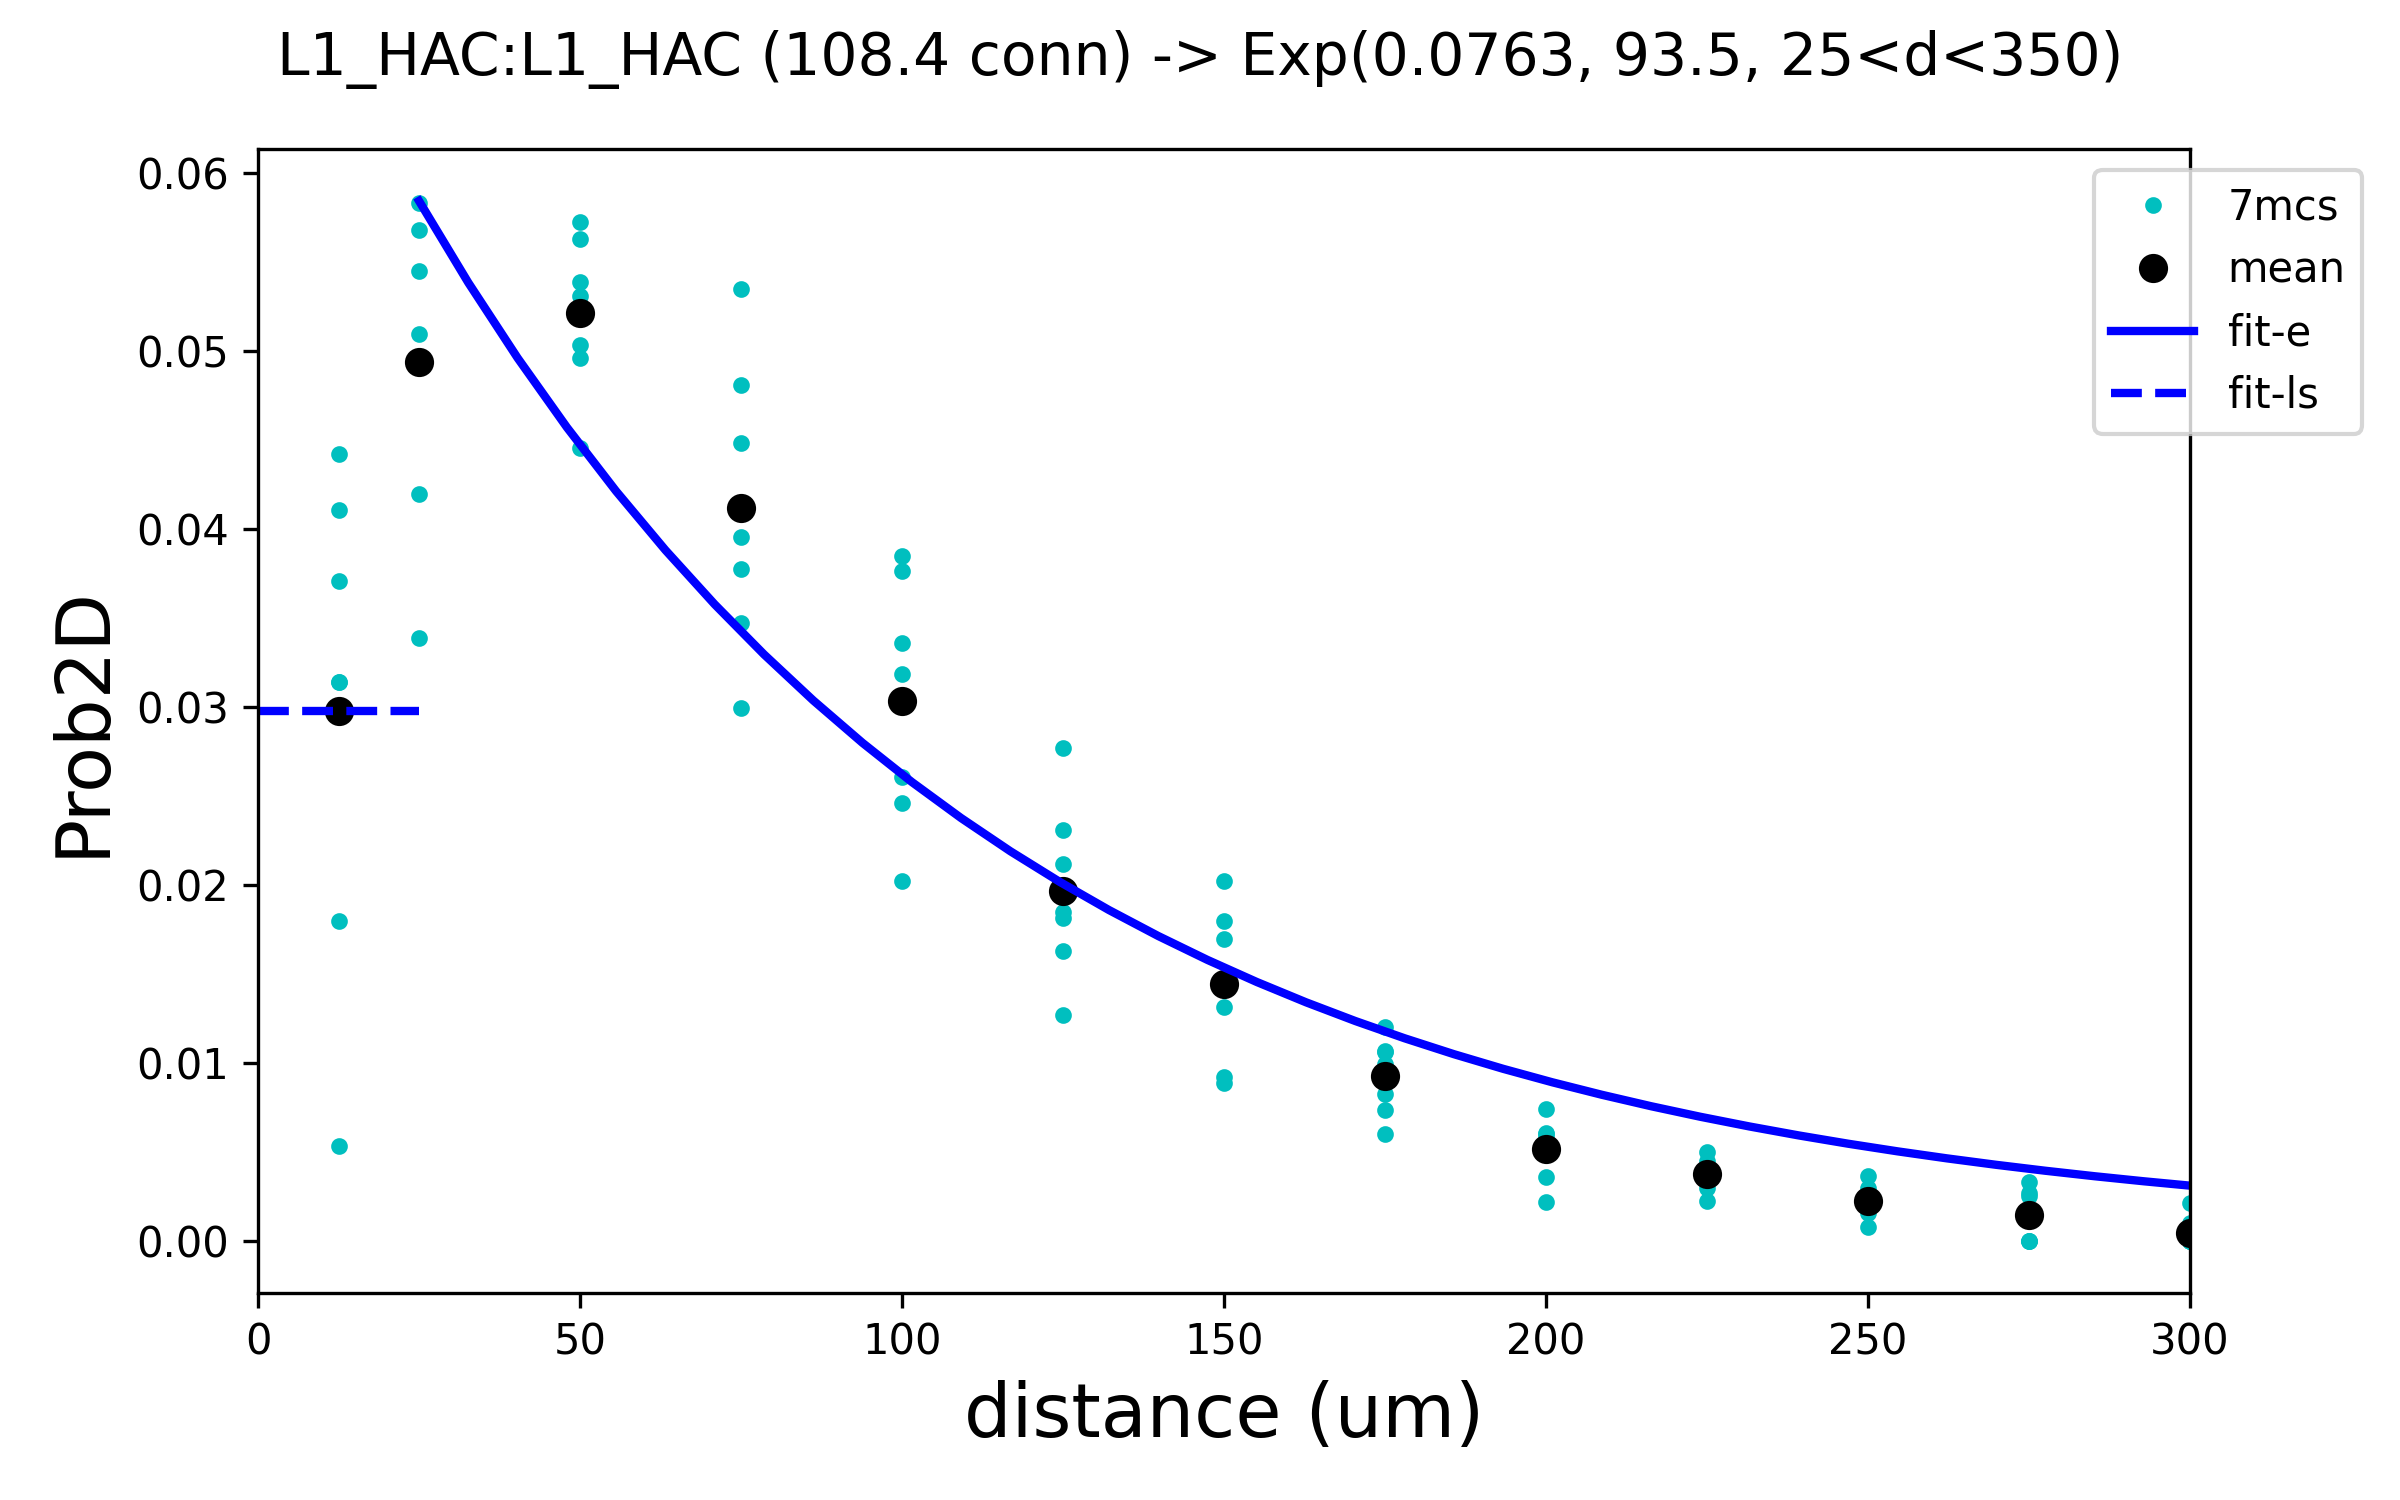 L1_HAC:L1_HAC (108.4 conn) -> Exp(0.0763, 93.5, 25<d<350)
7mcs
mean
fit-e
fit-ls
0.06
0.05
0.04
0.03
0.02
0.01
0.00
Prob2D
0 50 100 150 200 250 300
distance (um)